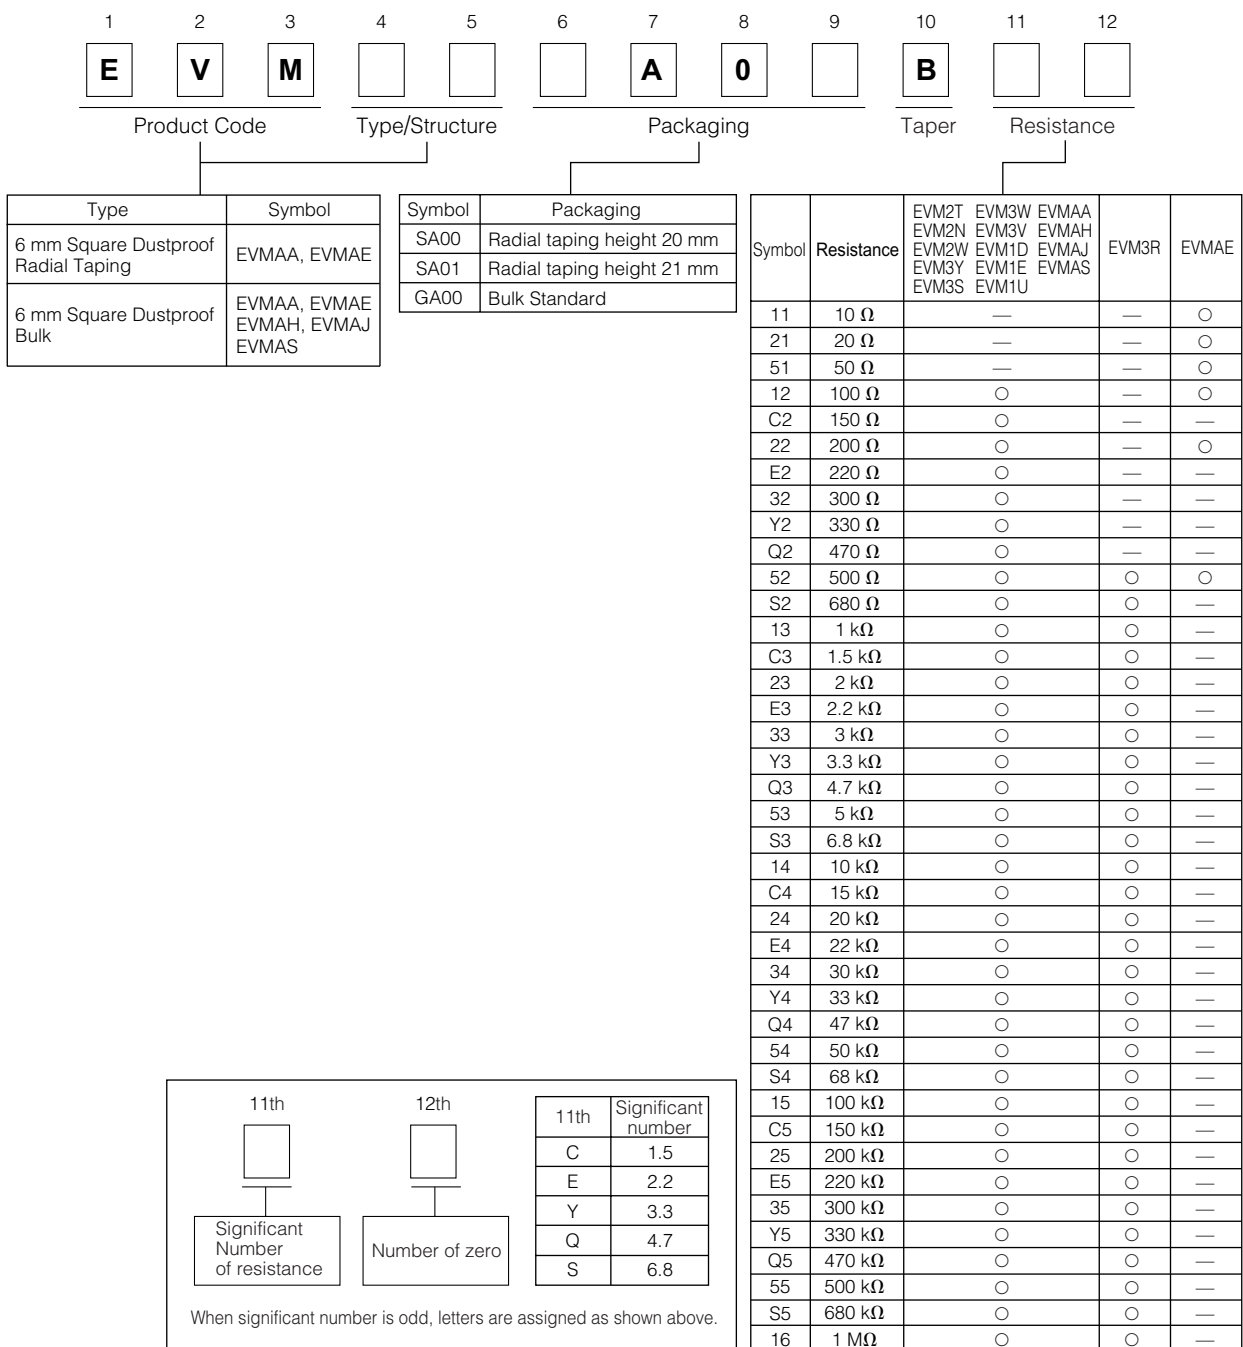 1 2 3 4 5 6 7 8 9 10 11 12
E V M A 0 B
Product Code Type/Structure Packaging Taper Resistance
Type Symbol
6 mm Square Dustproof Radial Taping EVMAA, EVMAE
6 mm Square Dustproof Bulk EVMAA, EVMAE EVMAH, EVMAJ EVMAS
Symbol Packaging
SA00 Radial taping height 20 mm
SA01 Radial taping height 21 mm
GA00 Bulk Standard
Symbol Resistance EVM2T EVM3W EVMAA EVM2N EVM3V EVMAH EVM2W EVM1D EVMAJ EVM3Y EVM1E EVMAS EVM3S EVM1U EVM3R EVMAE
11 10 Ω — — ○
21 20 Ω — — ○
51 50 Ω — — ○
12 100 Ω ○ — ○
C2 150 Ω ○ — —
22 200 Ω ○ — ○
E2 220 Ω ○ — —
32 300 Ω ○ — —
Y2 330 Ω ○ — —
Q2 470 Ω ○ — —
52 500 Ω ○ ○ ○
S2 680 Ω ○ ○ —
13 1 kΩ ○ ○ —
C3 1.5 kΩ ○ ○ —
23 2 kΩ ○ ○ —
E3 2.2 kΩ ○ ○ —
33 3 kΩ ○ ○ —
Y3 3.3 kΩ ○ ○ —
Q3 4.7 kΩ ○ ○ —
53 5 kΩ ○ ○ —
S3 6.8 kΩ ○ ○ —
14 10 kΩ ○ ○ —
C4 15 kΩ ○ ○ —
24 20 kΩ ○ ○ —
E4 22 kΩ ○ ○ —
34 30 kΩ ○ ○ —
Y4 33 kΩ ○ ○ —
Q4 47 kΩ ○ ○ —
54 50 kΩ ○ ○ —
S4 68 kΩ ○ ○ —
15 100 kΩ ○ ○ —
C5 150 kΩ ○ ○ —
25 200 kΩ ○ ○ —
E5 220 kΩ ○ ○ —
35 300 kΩ ○ ○ —
Y5 330 kΩ ○ ○ —
Q5 470 kΩ ○ ○ —
55 500 kΩ ○ ○ —
S5 680 kΩ ○ ○ —
16 1 MΩ ○ ○ —
11th 12th
Significant
Number
of resistance
Number of zero
11th Significant number
C 1.5
E 2.2
Y 3.3
Q 4.7
S 6.8
When significant number is odd, letters are assigned as shown above.